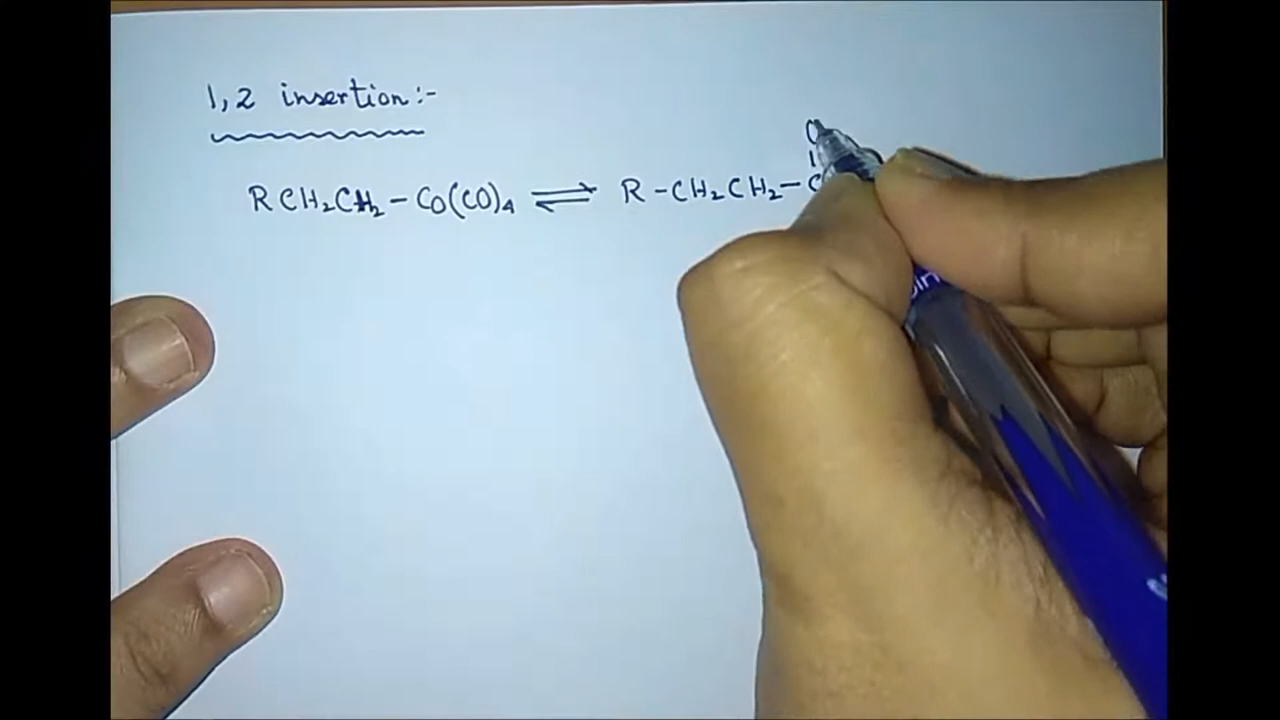 1,2 insertion:-
RCH₂CH₂-Co(CO)₄ ⇌ R-CH₂CH₂-C
O